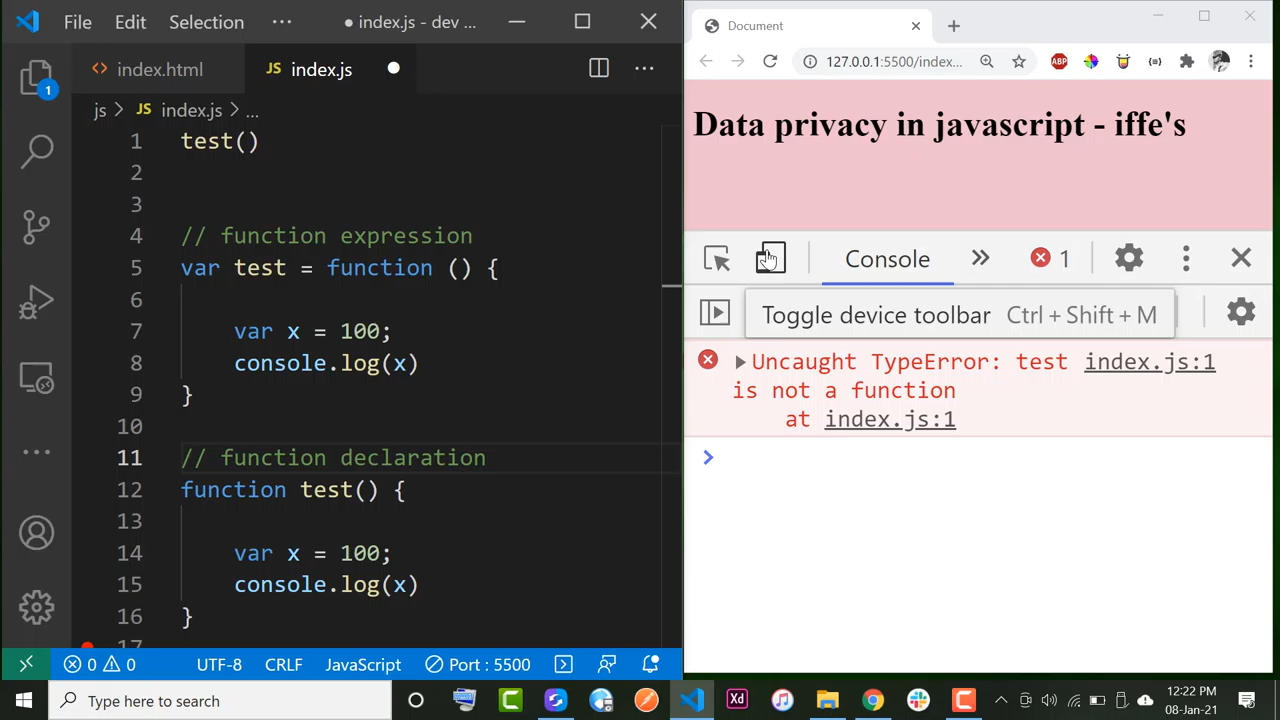 File Edit Selection ··· ● index.js - dev ...
index.html JS index.js
js > JS index.js > ...
1 test()
2
3
4 // function expression
5 var test = function () {
6
7 var x = 100;
8 console.log(x)
9 }
10
11 // function declaration
12 function test() {
13
14 var x = 100;
15 console.log(x)
16 }
17
1
0 0 UTF-8 CRLF JavaScript Port : 5500
Document
127.0.0.1:5500/index...
ABP
Data privacy in javascript - iffe's
Console 1
Toggle device toolbar Ctrl + Shift + M
Uncaught TypeError: test index.js:1
is not a function
at index.js:1
Type here to search
Xd
12:22 PM
08-Jan-21